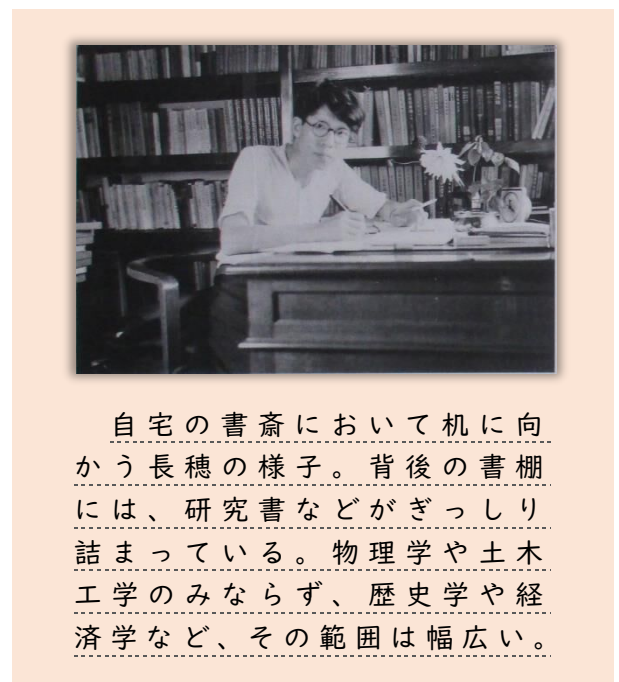 自宅の書斎において机に向
かう長穂の様子。背後の書棚
には、研究書などがぎっしり
詰まっている。物理学や土木
工学のみならず、歴史学や経
済学など、その範囲は幅広い。